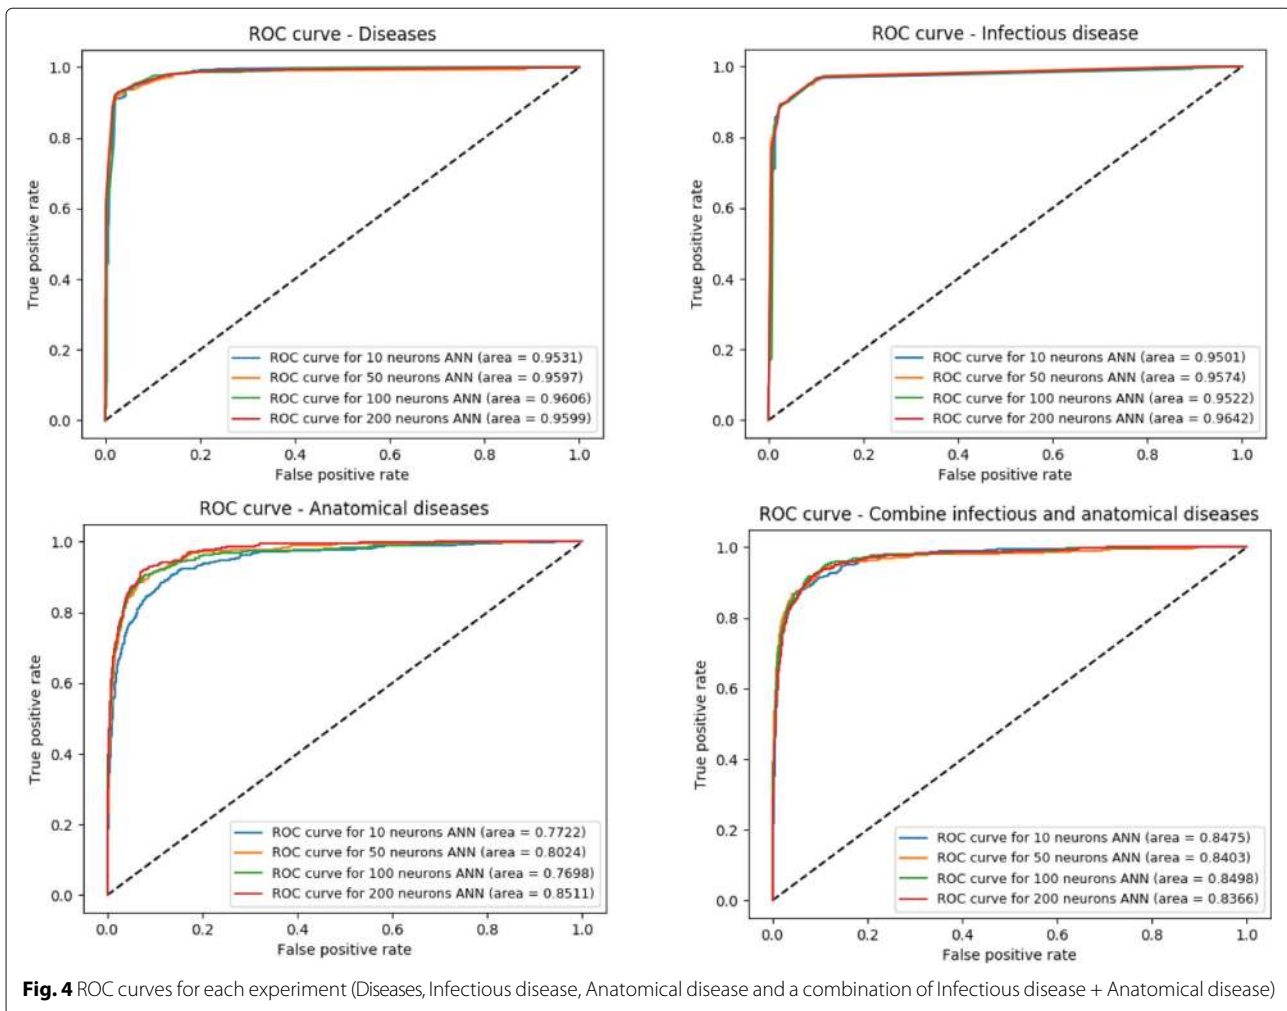 ROC curve - Diseases
True positive rate
1.0
0.8
0.6
0.4
0.2
0.0
ROC curve for 10 neurons ANN (area = 0.9531)
ROC curve for 50 neurons ANN (area = 0.9597)
ROC curve for 100 neurons ANN (area = 0.9606)
ROC curve for 200 neurons ANN (area = 0.9599)
0.0 0.2 0.4 0.6 0.8 1.0
False positive rate
ROC curve - Infectious disease
True positive rate
1.0
0.8
0.6
0.4
0.2
0.0
ROC curve for 10 neurons ANN (area = 0.9501)
ROC curve for 50 neurons ANN (area = 0.9574)
ROC curve for 100 neurons ANN (area = 0.9522)
ROC curve for 200 neurons ANN (area = 0.9642)
0.0 0.2 0.4 0.6 0.8 1.0
False positive rate
ROC curve - Anatomical diseases
True positive rate
1.0
0.8
0.6
0.4
0.2
0.0
ROC curve for 10 neurons ANN (area = 0.7722)
ROC curve for 50 neurons ANN (area = 0.8024)
ROC curve for 100 neurons ANN (area = 0.7698)
ROC curve for 200 neurons ANN (area = 0.8511)
0.0 0.2 0.4 0.6 0.8 1.0
False positive rate
ROC curve - Combine infectious and anatomical diseases
True positive rate
1.0
0.8
0.6
0.4
0.2
0.0
ROC curve for 10 neurons ANN (area = 0.8475)
ROC curve for 50 neurons ANN (area = 0.8403)
ROC curve for 100 neurons ANN (area = 0.8498)
ROC curve for 200 neurons ANN (area = 0.8366)
0.0 0.2 0.4 0.6 0.8 1.0
False positive rate
Fig. 4 ROC curves for each experiment (Diseases, Infectious disease, Anatomical disease and a combination of Infectious disease + Anatomical disease)